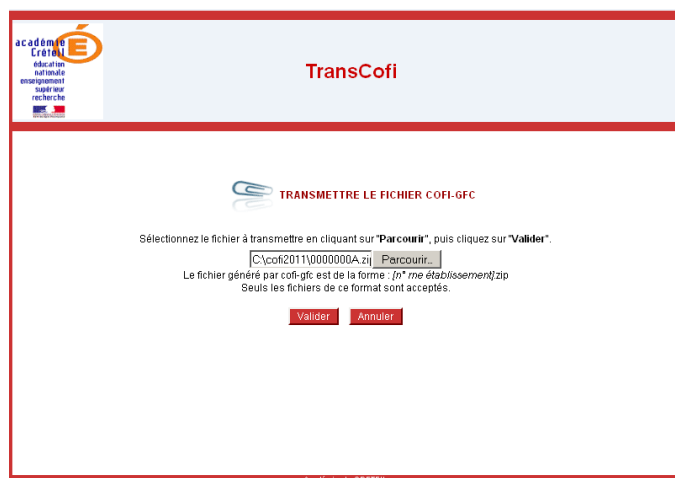 académie
Créteil
éducation
nationale
enseignement
supérieur
recherche
TransCofi
TRANSMETTRE LE FICHIER COFI-GFC
Sélectionnez le fichier à transmettre en cliquant sur "Parcourir", puis cliquez sur "Valider".
C:\cofi2011\0000000A.zip Parcourir..
Le fichier généré par cofi-gfc est de la forme : [n° rne établissement].zip
Seuls les fichiers de ce format sont acceptés.
Valider Annuler